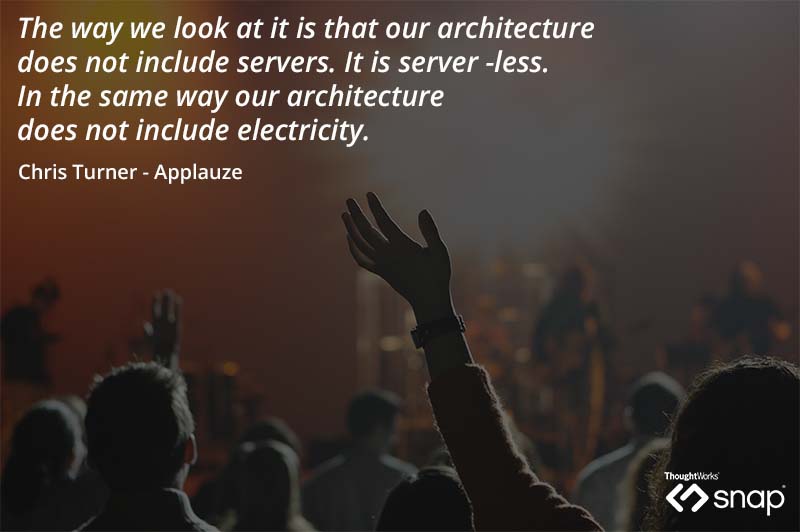 The way we look at it is that our architecture
does not include servers. It is server -less.
In the same way our architecture
does not include electricity.
Chris Turner - Applauze
ThoughtWorks®
snap®